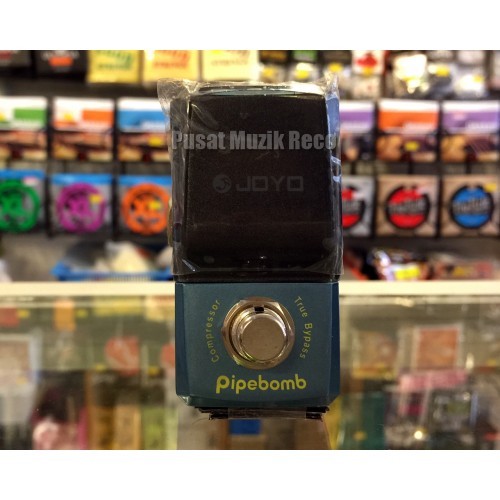 Pusat Muzik Reco
JOYO
Compressor
True Bypass
Pipebomb